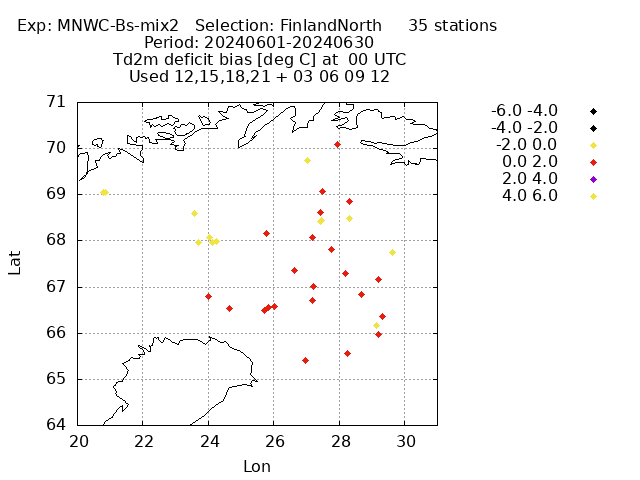 Exp: MNWC-Bs-mix2   Selection: FinlandNorth     35 stations
Period: 20240601-20240630
Td2m deficit bias [deg C] at  00 UTC
Used 12,15,18,21 + 03 06 09 12
-6.0 -4.0
-4.0 -2.0
-2.0 0.0
0.0 2.0
2.0 4.0
4.0 6.0
71
70
69
68
67
66
65
64
Lat
20 22 24 26 28 30
Lon